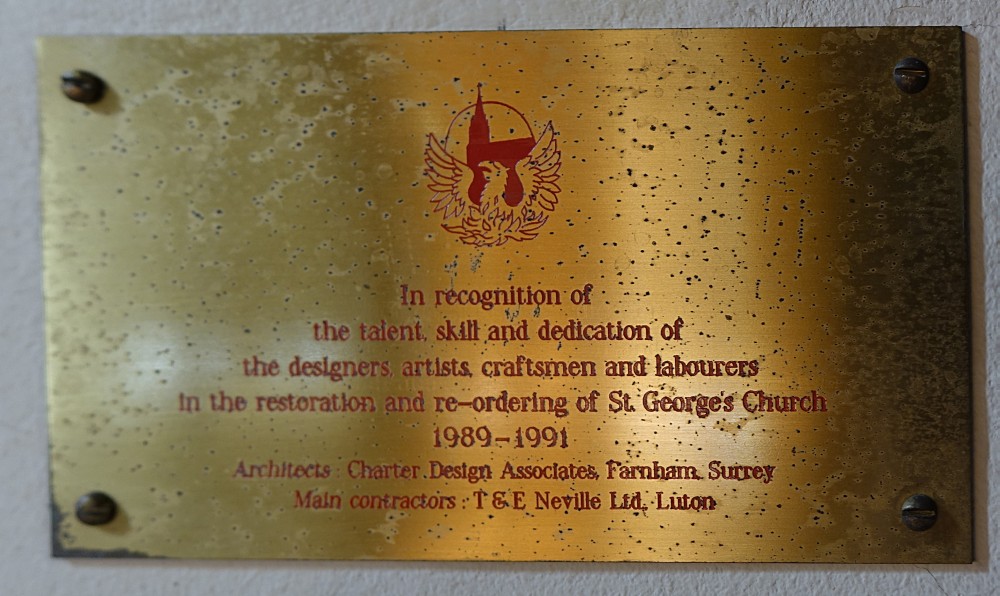 In recognition of
the talent, skill and dedication of
the designers, artists, craftsmen and labourers
in the restoration and re-ordering of St. George's Church
1989-1991
Architects : Charter Design Associates, Farnham, Surrey
Main contractors : T & E Neville Ltd., Luton